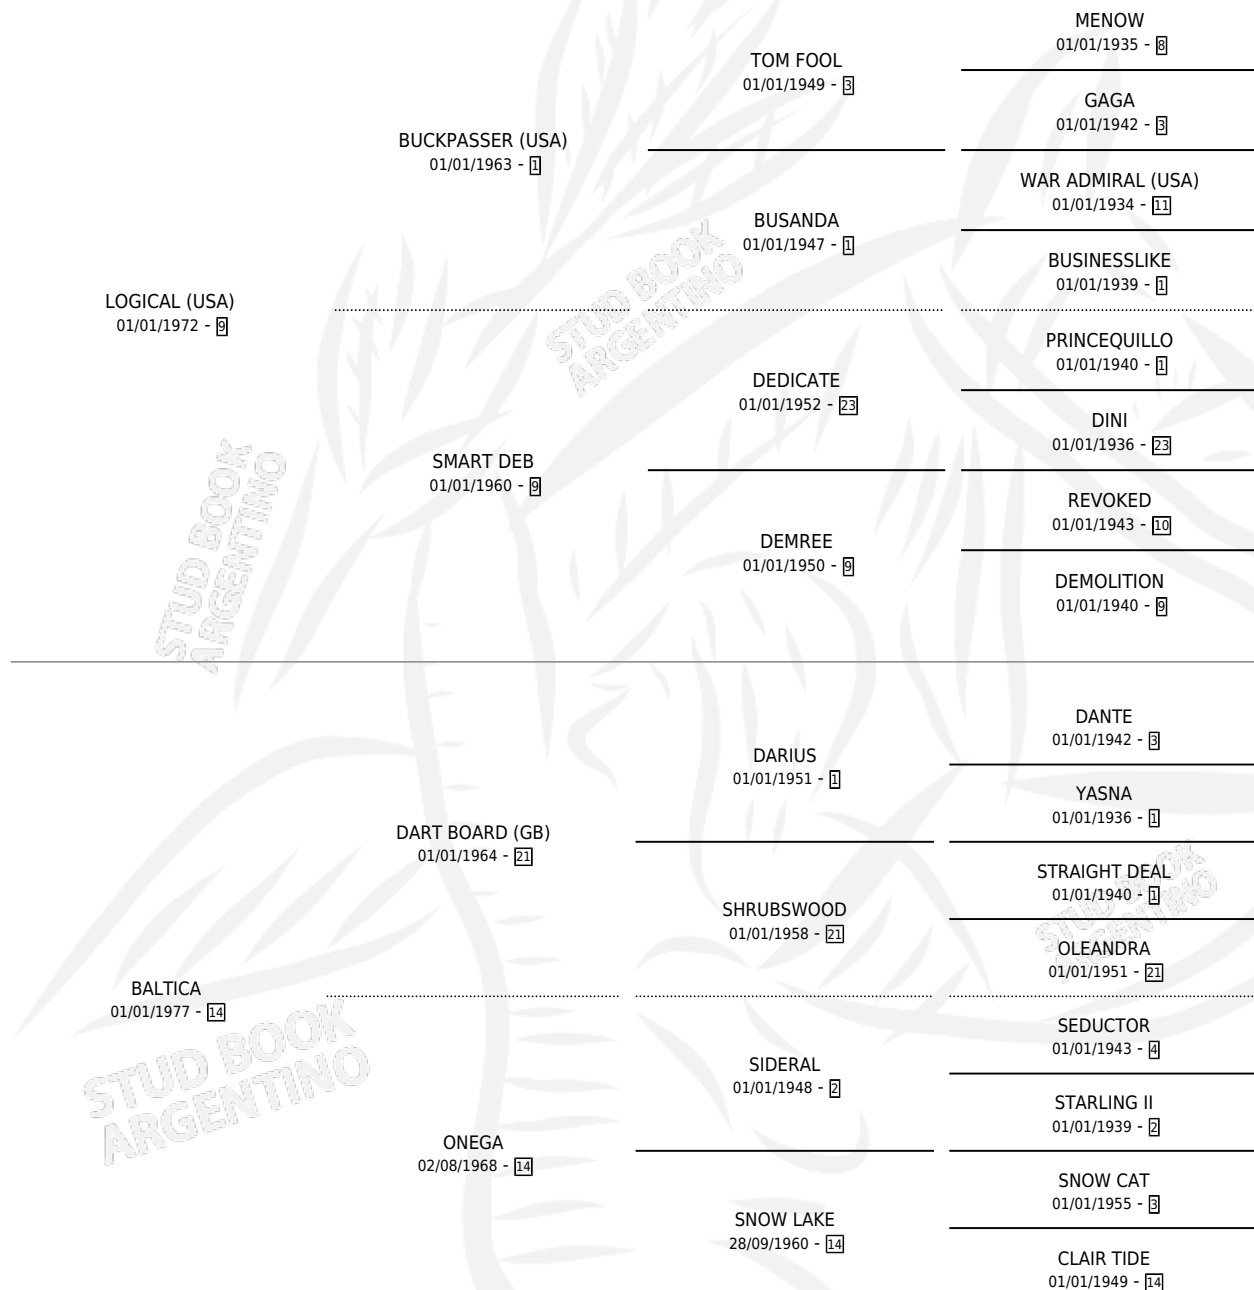 MENOW
01/01/1935 - 8
TOM FOOL
01/01/1949 - 3
GAGA
01/01/1942 - 3
BUCKPASSER (USA)
01/01/1963 - 1
WAR ADMIRAL (USA)
01/01/1934 - 11
BUSANDA
01/01/1947 - 1
BUSINESSLIKE
01/01/1939 - 1
LOGICAL (USA)
01/01/1972 - 9
PRINCEQUILLO
01/01/1940 - 1
DEDICATE
01/01/1952 - 23
DINI
01/01/1936 - 23
SMART DEB
01/01/1960 - 9
REVOKED
01/01/1943 - 10
DEMREE
01/01/1950 - 9
DEMOLITION
01/01/1940 - 9
DANTE
01/01/1942 - 3
DARIUS
01/01/1951 - 1
YASNA
01/01/1936 - 1
DART BOARD (GB)
01/01/1964 - 21
STRAIGHT DEAL
01/01/1940 - 1
SHRUBSWOOD
01/01/1958 - 21
OLEANDRA
01/01/1951 - 21
BALTICA
01/01/1977 - 14
SEDUCTOR
01/01/1943 - 4
SIDERAL
01/01/1948 - 2
STARLING II
01/01/1939 - 2
ONEGA
02/08/1968 - 14
SNOW CAT
01/01/1955 - 3
SNOW LAKE
28/09/1960 - 14
CLAIR TIDE
01/01/1949 - 14
STUD BOOK
ARGENTINO
STUD BOOK
ARGENTINO
STUD BOOK
ARGENTINO
STUD BOOK
ARGENTINO